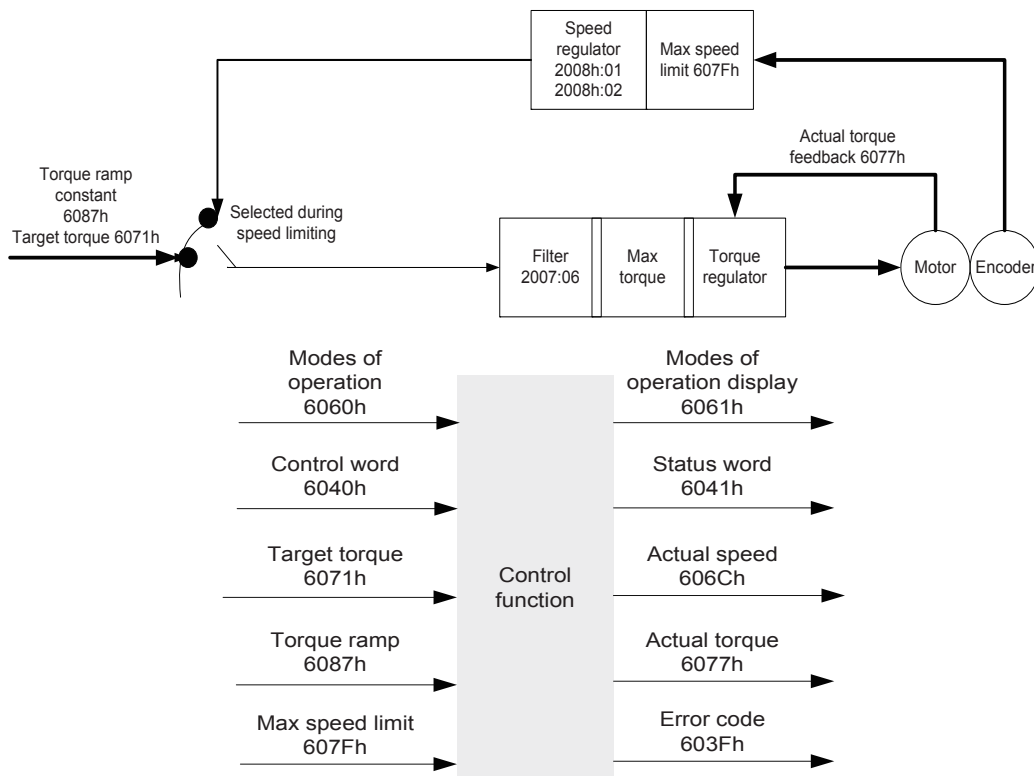 Speed
regulator
2008h:01
2008h:02
Max speed
limit 607Fh
Actual torque
feedback 6077h
Torque ramp
constant
6087h
Target torque 6071h
Selected during
speed limiting
Filter
2007:06
Max
torque
Torque
regulator
Motor
Encoder
Modes of
operation
6060h
Modes of
operation display
6061h
Control word
6040h
Status word
6041h
Target torque
6071h
Control
function
Actual speed
606Ch
Torque ramp
6087h
Actual torque
6077h
Max speed limit
607Fh
Error code
603Fh